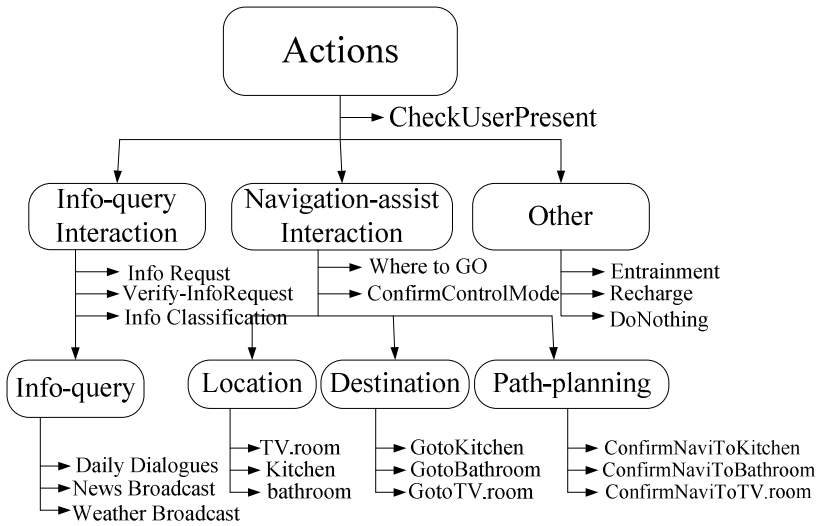 Actions
CheckUserPresent
Info-query
Interaction
Navigation-assist
Interaction
Other
Info Requst
Verify-InfoRequest
Info Classification
Where to GO
ConfirmControlMode
Entrainment
Recharge
DoNothing
Info-query
Location
Destination
Path-planning
Daily Dialogues
News Broadcast
Weather Broadcast
TV.room
Kitchen
bathroom
GotoKitchen
GotoBathroom
GotoTV.room
ConfirmNaviToKitchen
ConfirmNaviToBathroom
ConfirmNaviToTV.room